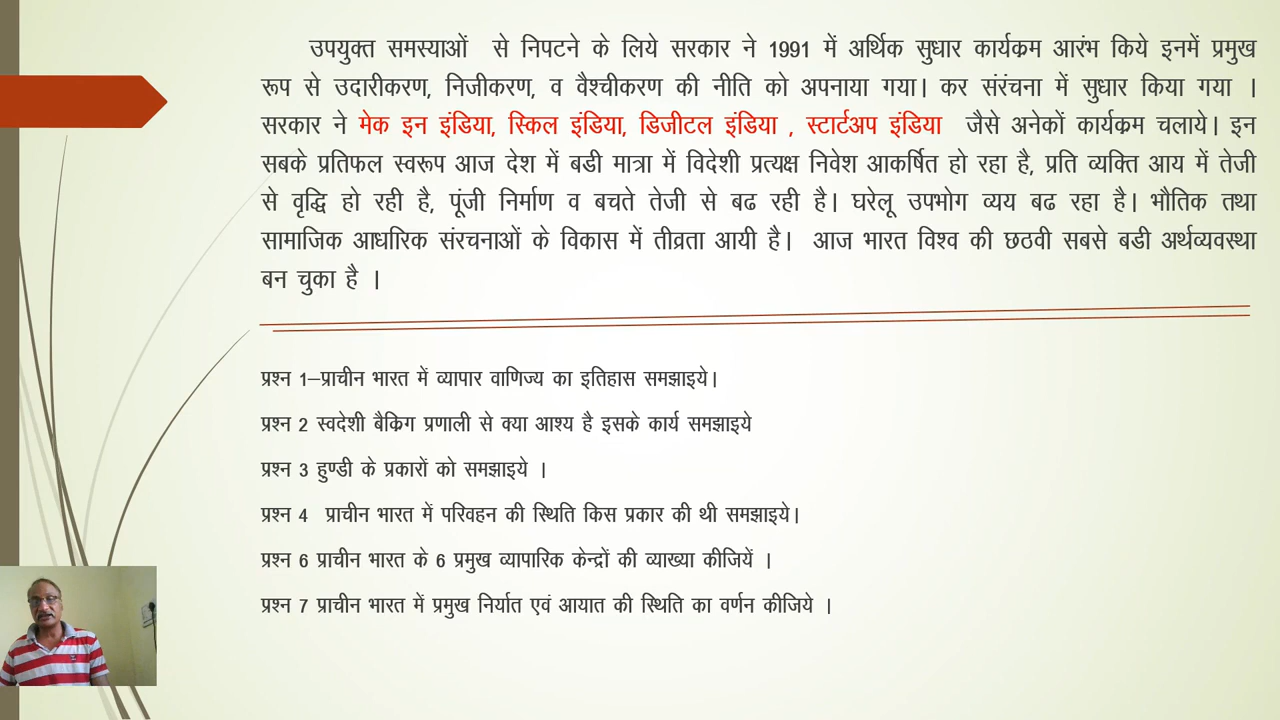 उपयुक्त समस्याओं से निपटने के लिये सरकार ने 1991 में अर्थिक सुधार कार्यक्रम आरंभ किये इनमें प्रमुख
रूप से उदारीकरण, निजीकरण, व वैश्चीकरण की नीति को अपनाया गया। कर संरंचना में सुधार किया गया ।
सरकार ने मेक इन इंडिया, स्किल इंडिया, डिजीटल इंडिया , स्टार्टअप इंडिया जैसे अनेकों कार्यक्रम चलाये। इन
सबके प्रतिफल स्वरूप आज देश में बडी मात्रा में विदेशी प्रत्यक्ष निवेश आकर्षित हो रहा है, प्रति व्यक्ति आय में तेजी
से वृद्धि हो रही है, पूंजी निर्माण व बचते तेजी से बढ रही है। घरेलू उपभोग व्यय बढ रहा है। भौतिक तथा
सामाजिक आधारिक संरचनाओं के विकास में तीव्रता आयी है। आज भारत विश्व की छठवी सबसे बडी अर्थव्यवस्था
बन चुका है ।
प्रश्न 1–प्राचीन भारत में व्यापार वाणिज्य का इतिहास समझाइये।
प्रश्न 2 स्वदेशी बैकिग प्रणाली से क्या आश्य है इसके कार्य समझाइये
प्रश्न 3 हुण्डी के प्रकारों को समझाइये ।
प्रश्न 4 प्राचीन भारत में परिवहन की स्थिति किस प्रकार की थी समझाइये।
प्रश्न 6 प्राचीन भारत के 6 प्रमुख व्यापारिक केन्द्रों की व्याख्या कीजियें ।
प्रश्न 7 प्राचीन भारत में प्रमुख निर्यात एवं आयात की स्थिति का वर्णन कीजिये ।